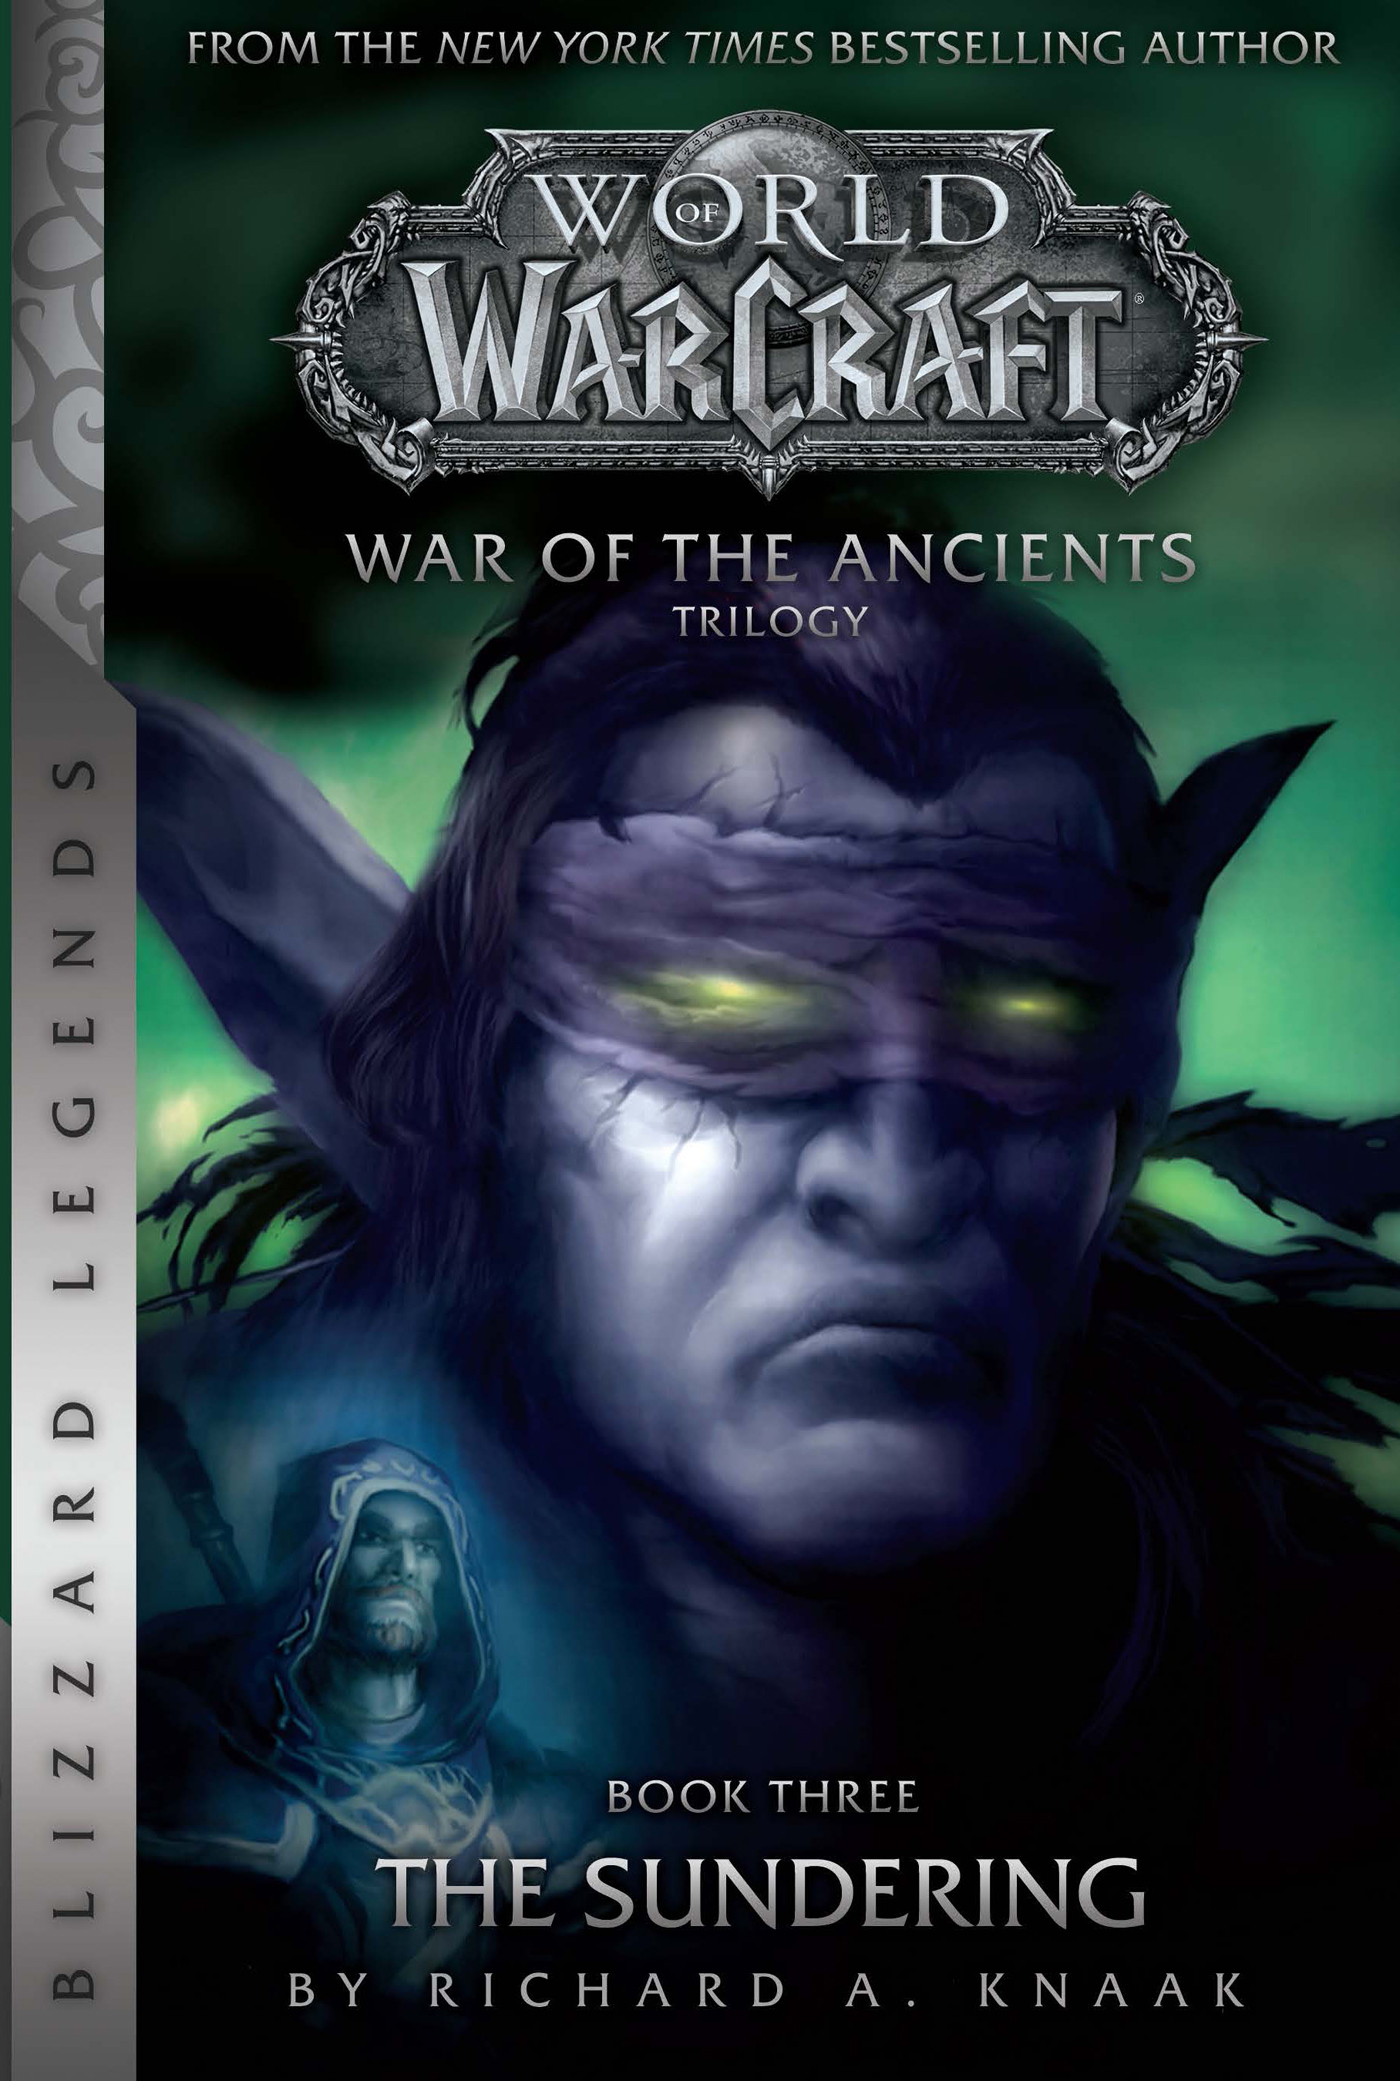 FROM THE NEW YORK TIMES BESTSELLING AUTHOR
WORLD
OF
WARCRAFT®
WAR OF THE ANCIENTS
TRILOGY
BLIZZARD LEGENDS
BOOK THREE
THE SUNDERING
BY RICHARD A. KNAAK